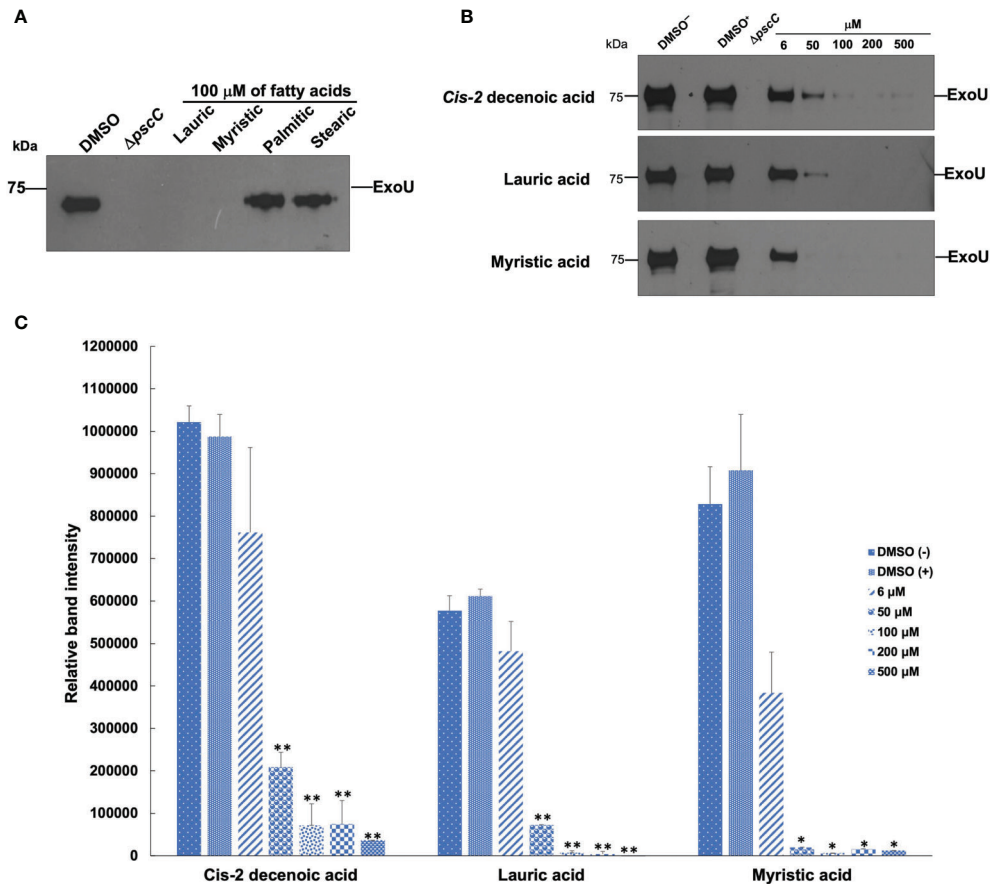 A
100 μM of fatty acids
kDa
DMSO
ΔpscC
Lauric
Myristic
Palmitic
Stearic
75
ExoU
B
μM
kDa
DMSO⁻
DMSO⁺
ΔpscC
6 50 100 200 500
Cis-2 decenoic acid
75
ExoU
Lauric acid
75
ExoU
Myristic acid
75
ExoU
C
1200000
1100000
1000000
900000
800000
700000
600000
500000
400000
300000
200000
100000
0
Relative band intensity
** ** ** **
** ** ** **
* * * *
DMSO (-)
DMSO (+)
6 μM
50 μM
100 μM
200 μM
500 μM
Cis-2 decenoic acid
Lauric acid
Myristic acid